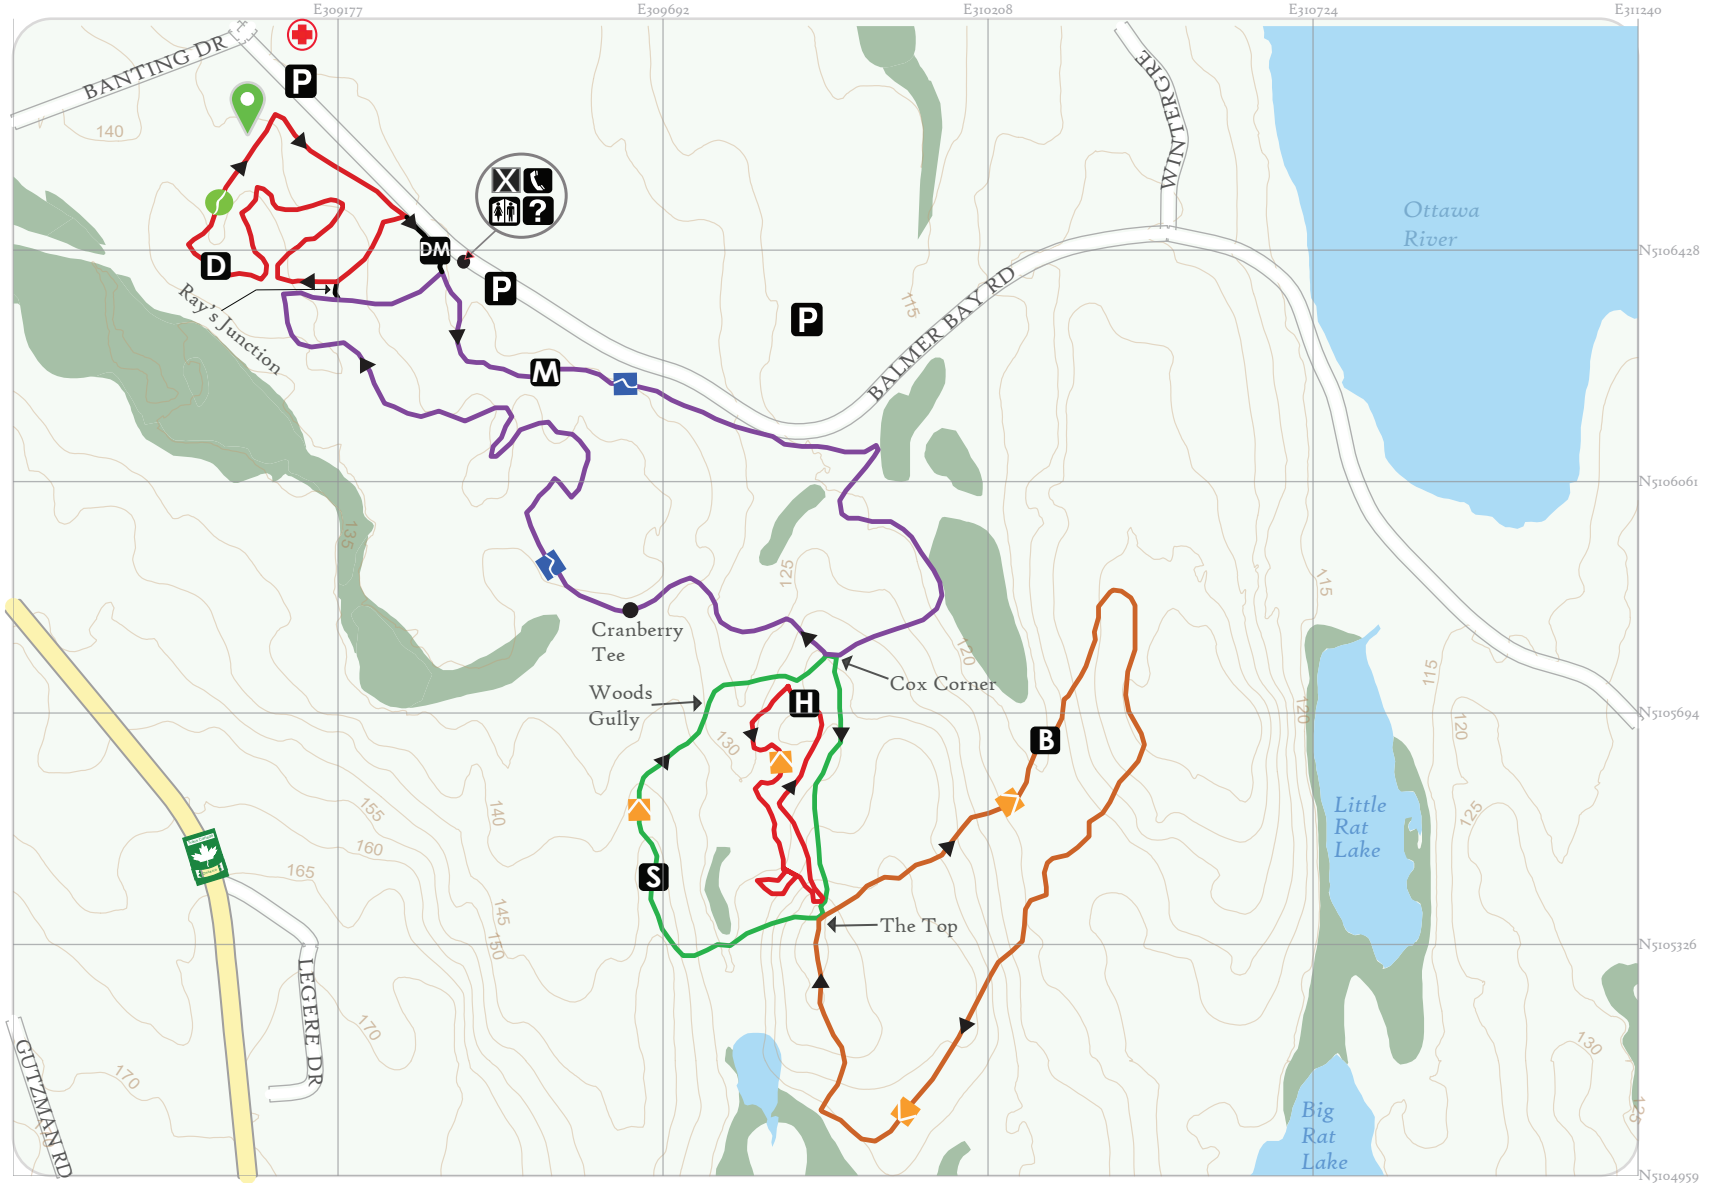 E309177
E309692
E310208
E310724
E311240
BANTING DR
P
140
WINTERGRE
Ottawa
River
DM
?
D
P
N5106428
Ray's Junction
115
P
BALMER BAY RD
M
N5106061
135
125
115
Cranberry
Tee
120
Cox Corner
115
Woods
Gully
H
120
N5105694
130
B
120
155
140
125
Little
Rat
Lake
160
165
S
145
The Top
150
N5105326
LEGERE DR
170
130
GUTZMAN RD
170
Big
Rat
Lake
N5104959